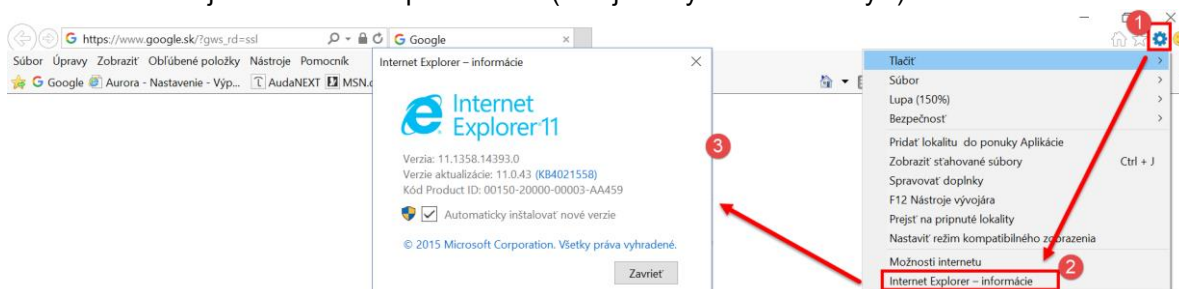 1
https://www.google.sk/?gws_rd=ssl
G Google
Súbor Úpravy Zobraziť Obľúbené položky Nástroje Pomocník
G Google Aurora - Nastavenie - Výp... AudaNEXT MSN.c
Internet Explorer – informácie
Internet
Explorer 11
Verzia: 11.1358.14393.0
Verzie aktualizácie: 11.0.43 (KB4021558)
Kód Product ID: 00150-20000-00003-AA459
Automaticky inštalovať nové verzie
© 2015 Microsoft Corporation. Všetky práva vyhradené.
Zavrieť
3
Tlačiť
Súbor
Lupa (150%)
Bezpečnosť
Pridať lokalitu do ponuky Aplikácie
Zobraziť sťahované súbory Ctrl + J
Spravovať doplnky
F12 Nástroje vývojára
Prejsť na pripnuté lokality
Nastaviť režim kompatibilného zobrazenia
Možnosti internetu
2
Internet Explorer – informácie